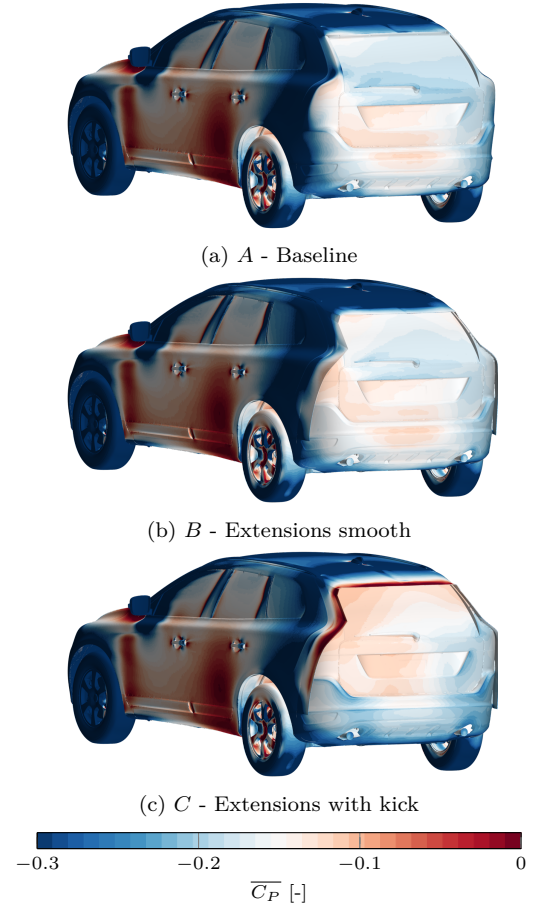 (a) A - Baseline
(b) B - Extensions smooth
(c) C - Extensions with kick
−0.3 −0.2 −0.1 0
C_P [-]